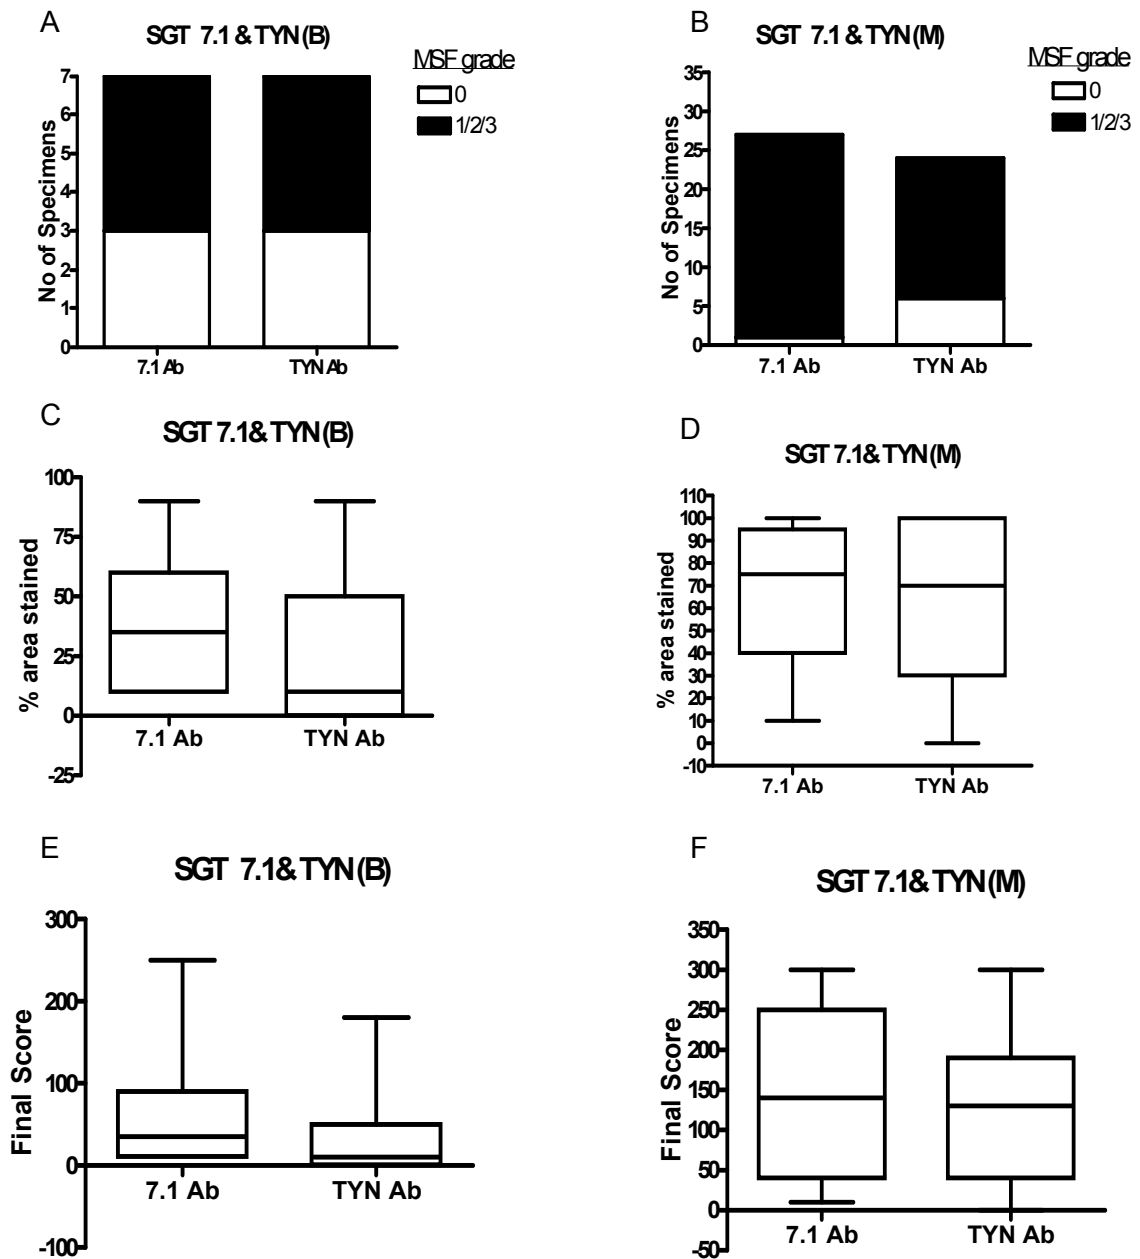 A
SGT 7.1 & TYN (B)
MSF grade
0
1/2/3
No of Specimens
7
6
5
4
3
2
1
0
7.1 Ab
TYN Ab
B
SGT 7.1 & TYN (M)
MSF grade
0
1/2/3
No of Specimens
35
30
25
20
15
10
5
0
7.1 Ab
TYN Ab
C
SGT 7.1& TYN (B)
% area stained
100
75
50
25
0
-25
7.1 Ab
TYN Ab
D
SGT 7.1& TYN (M)
% area stained
110
100
90
80
70
60
50
40
30
20
10
0
-10
7.1 Ab
TYN Ab
E
SGT 7.1& TYN (B)
Final Score
300
200
100
0
-100
7.1 Ab
TYN Ab
F
SGT 7.1& TYN (M)
Final Score
350
300
250
200
150
100
50
0
-50
7.1 Ab
TYN Ab